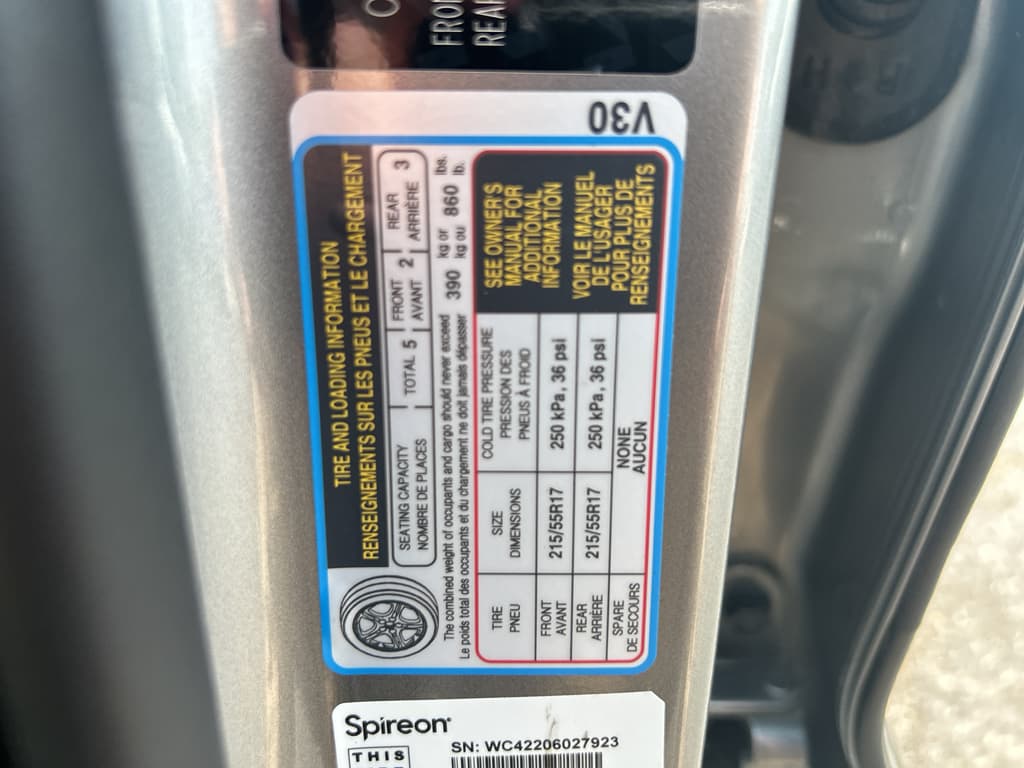 FRO
REA
V30
TIRE AND LOADING INFORMATION
RENSEIGNEMENTS SUR LES PNEUS ET LE CHARGEMENT
SEATING CAPACITY TOTAL 5 FRONT 2 REAR 3
NOMBRE DE PLACES AVANT ARRIÈRE
The combined weight of occupants and cargo should never exceed 390 kg or 860 lbs.
Le poids total des occupants et du chargement ne doit jamais dépasser kg ou lb.
TIRE SIZE COLD TIRE PRESSURE
PNEU DIMENSIONS PRESSION DES
PNEUS À FROID
FRONT 215/55R17 250 kPa, 36 psi
AVANT
REAR 215/55R17 250 kPa, 36 psi
ARRIÈRE
SPARE NONE
DE SECOURS AUCUN
SEE OWNER'S
MANUAL FOR
ADDITIONAL
INFORMATION
VOIR LE MANUEL
DE L'USAGER
POUR PLUS DE
RENSEIGNEMENTS
Spireon
THIS
SN: WC42206027923